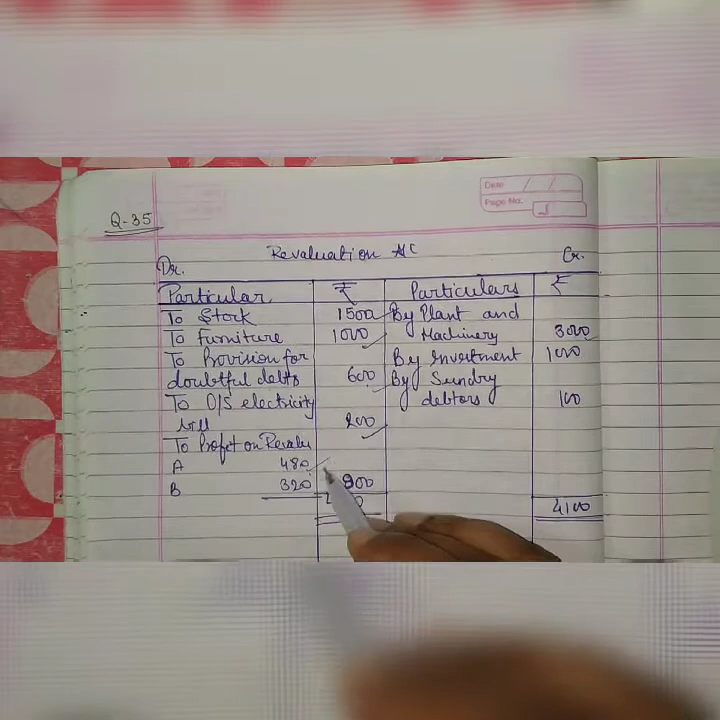 Date / /
Page No. 1
Q-35
Revaluation A/C
Dr. Cr.
Particular ₹ Particulars ₹
To Stock 1500 By Plant and
To Furniture 1000 Machinery 3000
To Provision for By Investment 1000
doubtful debts 600 By Sundry
To O/S electricity debtors 100
bill 200
To Profit on Revalu
A 480
B 320 900
4100